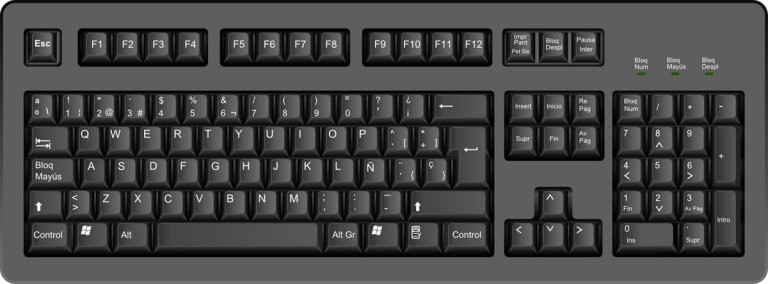 Esc F1 F2 F3 F4 F5 F6 F7 F8 F9 F10 F11 F12
Impr
Pant
Pet Sis
Bloq
Despl
Pausa
Inter
Bloq
Num
Bloq
Mayús
Bloq
Despl
ª ! " · $ % & / ( ) = ? ¿
º \ 1 | 2 @ 3 # 4 5 6 ¬ 7 8 9 0 ' ¡ ←
Insert Inicio Re
Pág
Bloq
Num
/ * -
Q W E R T Y U I O P ^ ` [ * + ]
Supr Fin Av
Pág
7 8 9 +
Bloq
Mayús
A S D F G H J K L Ñ ¨ ´ { ç }
4 5 6
< >
< > Z X C V B N M ; , : . _ -
1 2 3
Fin Av Pág
Intro
Control Alt Alt Gr Control
0 .
Ins Supr